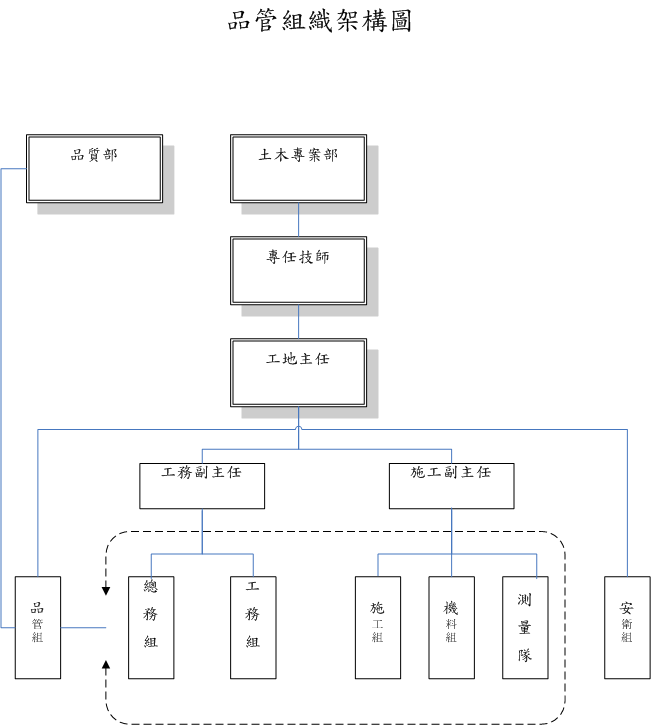 品管組織架構圖
品質部
土木專案部
專任技師
工地主任
工務副主任
施工副主任
品管組
總務組
工務組
施工組
機料組
測量隊
安衛組